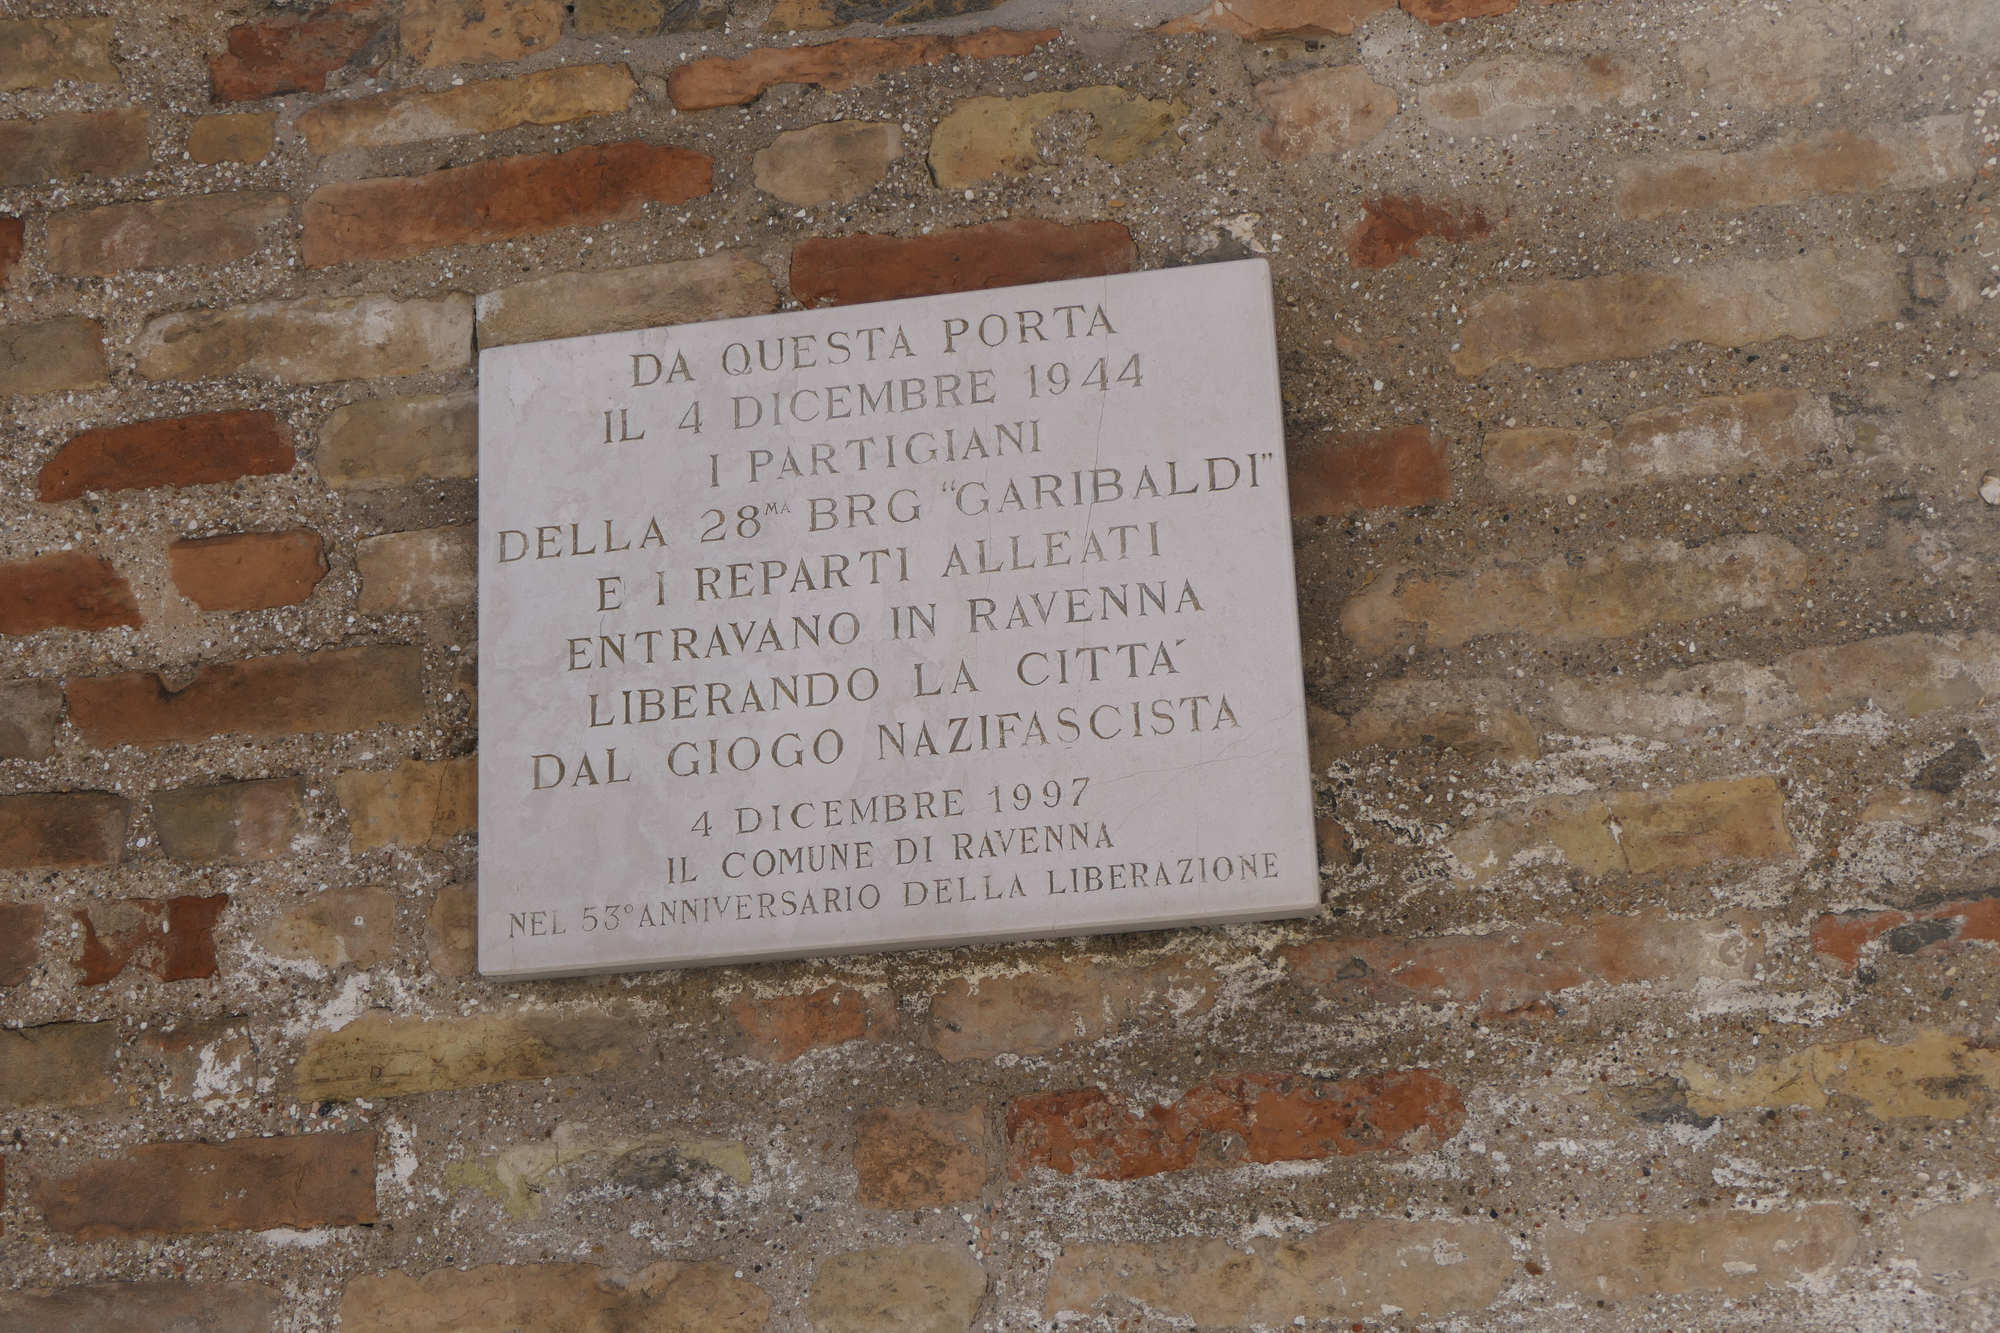 DA QUESTA PORTA
IL 4 DICEMBRE 1944
I PARTIGIANI
DELLA 28ᴹᴬ BRG “GARIBALDI”
E I REPARTI ALLEATI
ENTRAVANO IN RAVENNA
LIBERANDO LA CITTA´
DAL GIOGO NAZIFASCISTA
4 DICEMBRE 1997
IL COMUNE DI RAVENNA
NEL 53° ANNIVERSARIO DELLA LIBERAZIONE